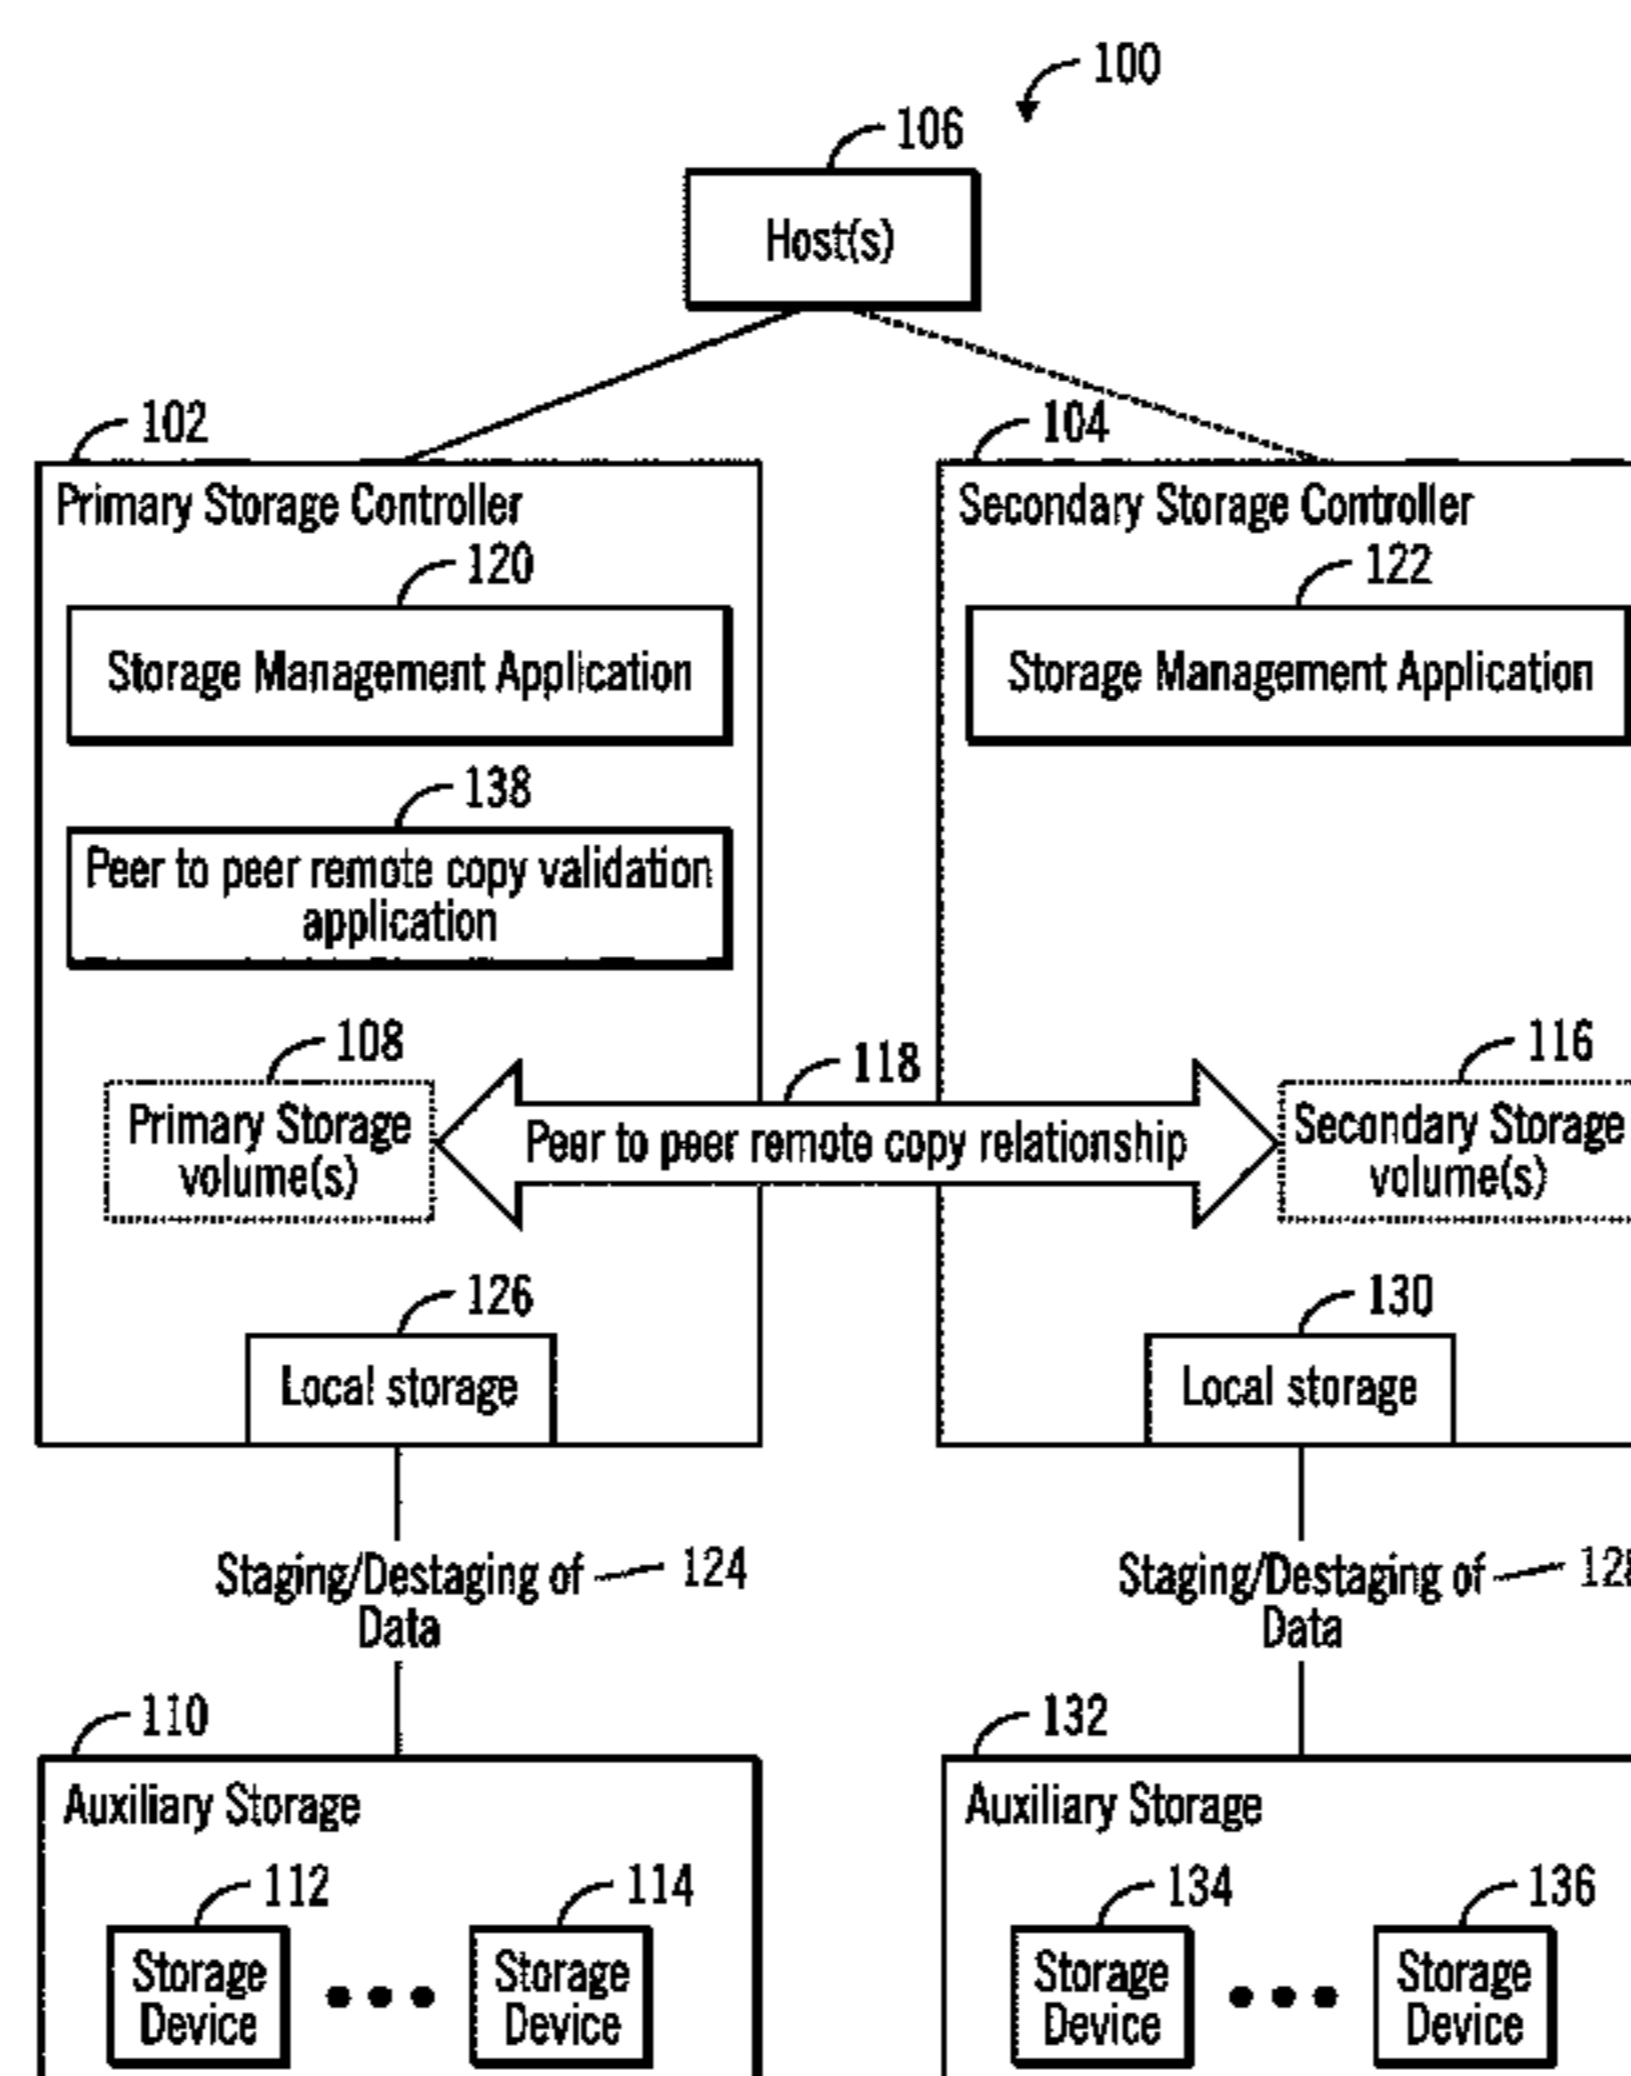 100
106
Host(s)
102
104
Primary Storage Controller
Secondary Storage Controller
120
122
Storage Management Application
Storage Management Application
138
Peer to peer remote copy validation
application
108
118
116
Primary Storage
volume(s)
Peer to peer remote copy relationship
Secondary Storage
volume(s)
126
130
Local storage
Local storage
Staging/Destaging of
Data
124
Staging/Destaging of
Data
110
132
Auxiliary Storage
Auxiliary Storage
112
114
134
136
Storage
Device
Storage
Device
Storage
Device
Storage
Device